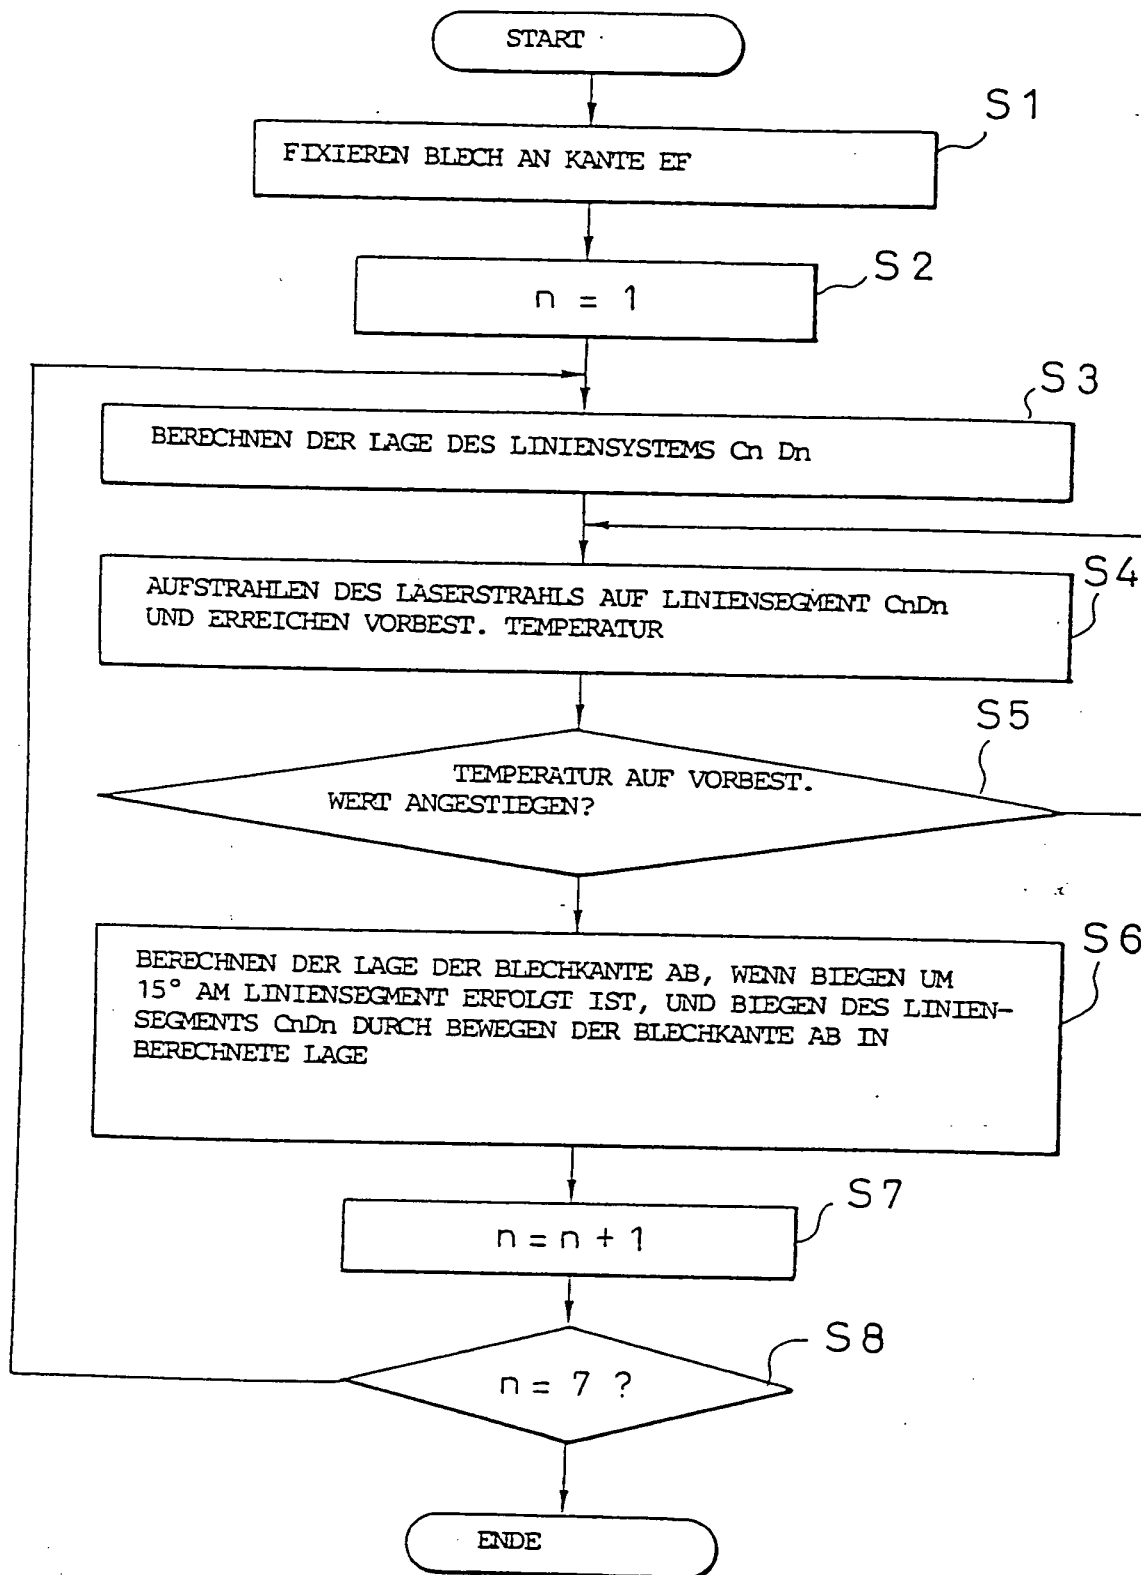 START
S1
FIXIEREN BLECH AN KANTE EF
S2
n = 1
S3
BERECHNEN DER LAGE DES LINIENSYSTEMS Cn Dn
S4
AUFSTRAHLEN DES LASERSTRAHLS AUF LINIENSEGMENT CnDn
UND ERREICHEN VORBEST. TEMPERATUR
S5
TEMPERATUR AUF VORBEST.
WERT ANGESTIEGEN?
S6
BERECHNEN DER LAGE DER BLECHKANTE AB, WENN BIEGEN UM
15° AM LINIENSEGMENT ERFOLGT IST, UND BIEGEN DES LINIEN-
SEGMENTS CnDn DURCH BEWEGEN DER BLECHKANTE AB IN
BERECHNETE LAGE
S7
n = n + 1
S8
n = 7 ?
ENDE